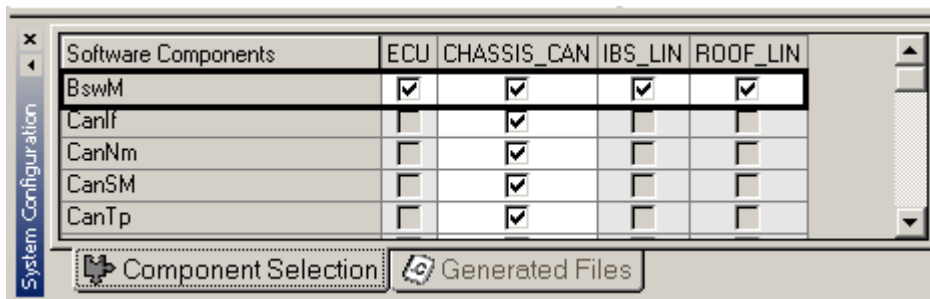 Software Components ECU CHASSIS_CAN IBS_LIN ROOF_LIN
BswM
CanIf
CanNm
CanSM
CanTp
System Configuration
Component Selection Generated Files